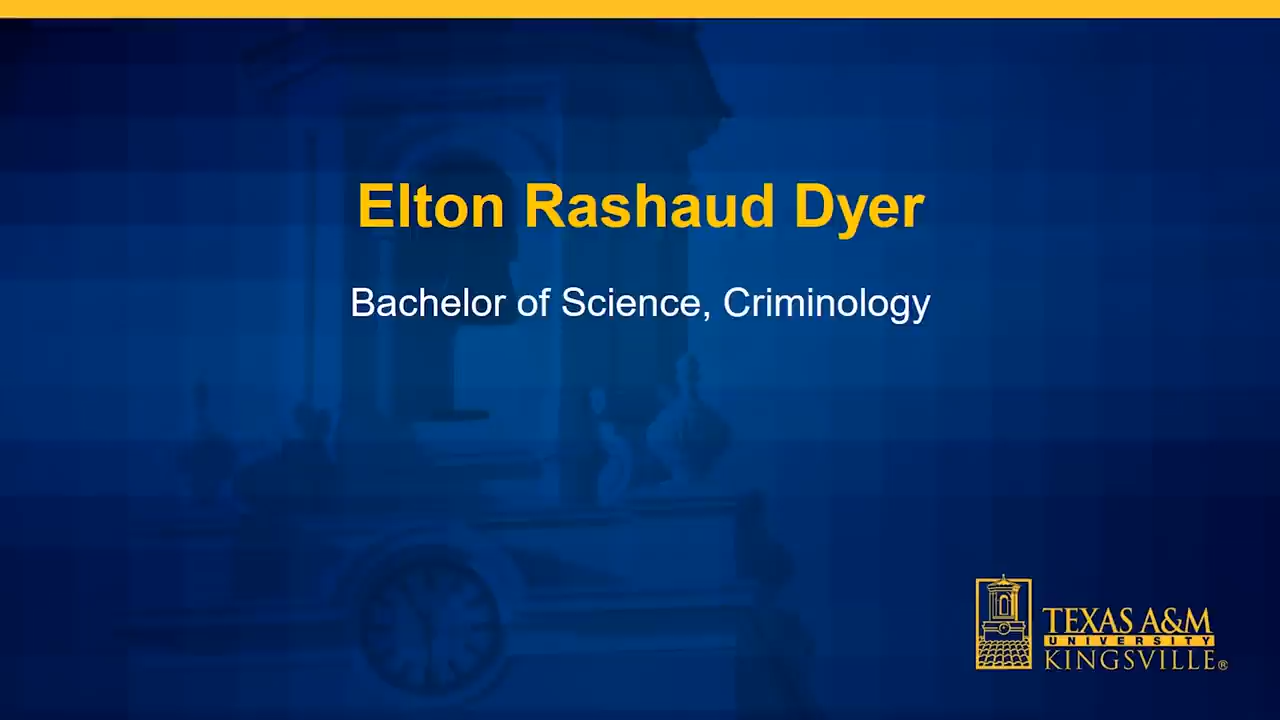 Elton Rashaud Dyer
Bachelor of Science, Criminology
TEXAS A&M
UNIVERSITY
KINGSVILLE®